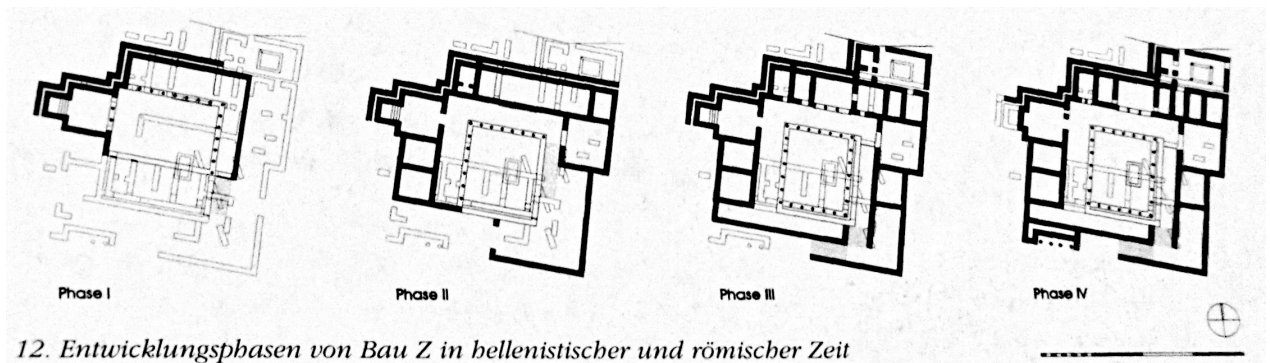 Phase I
Phase II
Phase III
Phase IV
12. Entwicklungsphasen von Bau Z in hellenistischer und römischer Zeit